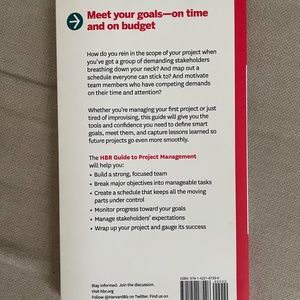 Meet your goals—on time
and on budget
How do you rein in the scope of your project when
you've got a group of demanding stakeholders
breathing down your neck? And map out a
schedule everyone can stick to? And motivate
team members who have competing demands
on their time and attention?
Whether you're managing your first project or just
tired of improvising, this guide will give you the
tools and confidence you need to define smart
goals, meet them, and capture lessons learned so
future projects go even more smoothly.
The HBR Guide to Project Management
will help you:
• Build a strong, focused team
• Break major objectives into manageable tasks
• Create a schedule that keeps all the moving
parts under control
• Monitor progress toward your goals
• Manage stakeholders' expectations
• Wrap up your project and gauge its success
Stay informed. Join the discussion.
Visit hbr.org
Follow @HarvardBiz on Twitter. Find us on
ISBN: 978-1-4221-8729-6